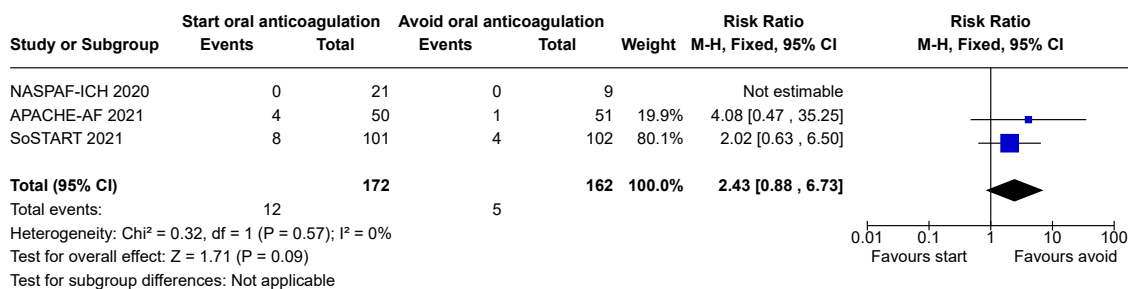 Start oral anticoagulation Avoid oral anticoagulation Risk Ratio Risk Ratio
Study or Subgroup Events Total Events Total Weight M-H, Fixed, 95% CI M-H, Fixed, 95% CI
NASPAF-ICH 2020 0 21 0 9 Not estimable
APACHE-AF 2021 4 50 1 51 19.9% 4.08 [0.47 , 35.25]
SoSTART 2021 8 101 4 102 80.1% 2.02 [0.63 , 6.50]
Total (95% CI) 172 162 100.0% 2.43 [0.88 , 6.73]
Total events: 12 5
Heterogeneity: Chi² = 0.32, df = 1 (P = 0.57); I² = 0%
Test for overall effect: Z = 1.71 (P = 0.09)
Test for subgroup differences: Not applicable
0.01 0.1 1 10 100
Favours start Favours avoid